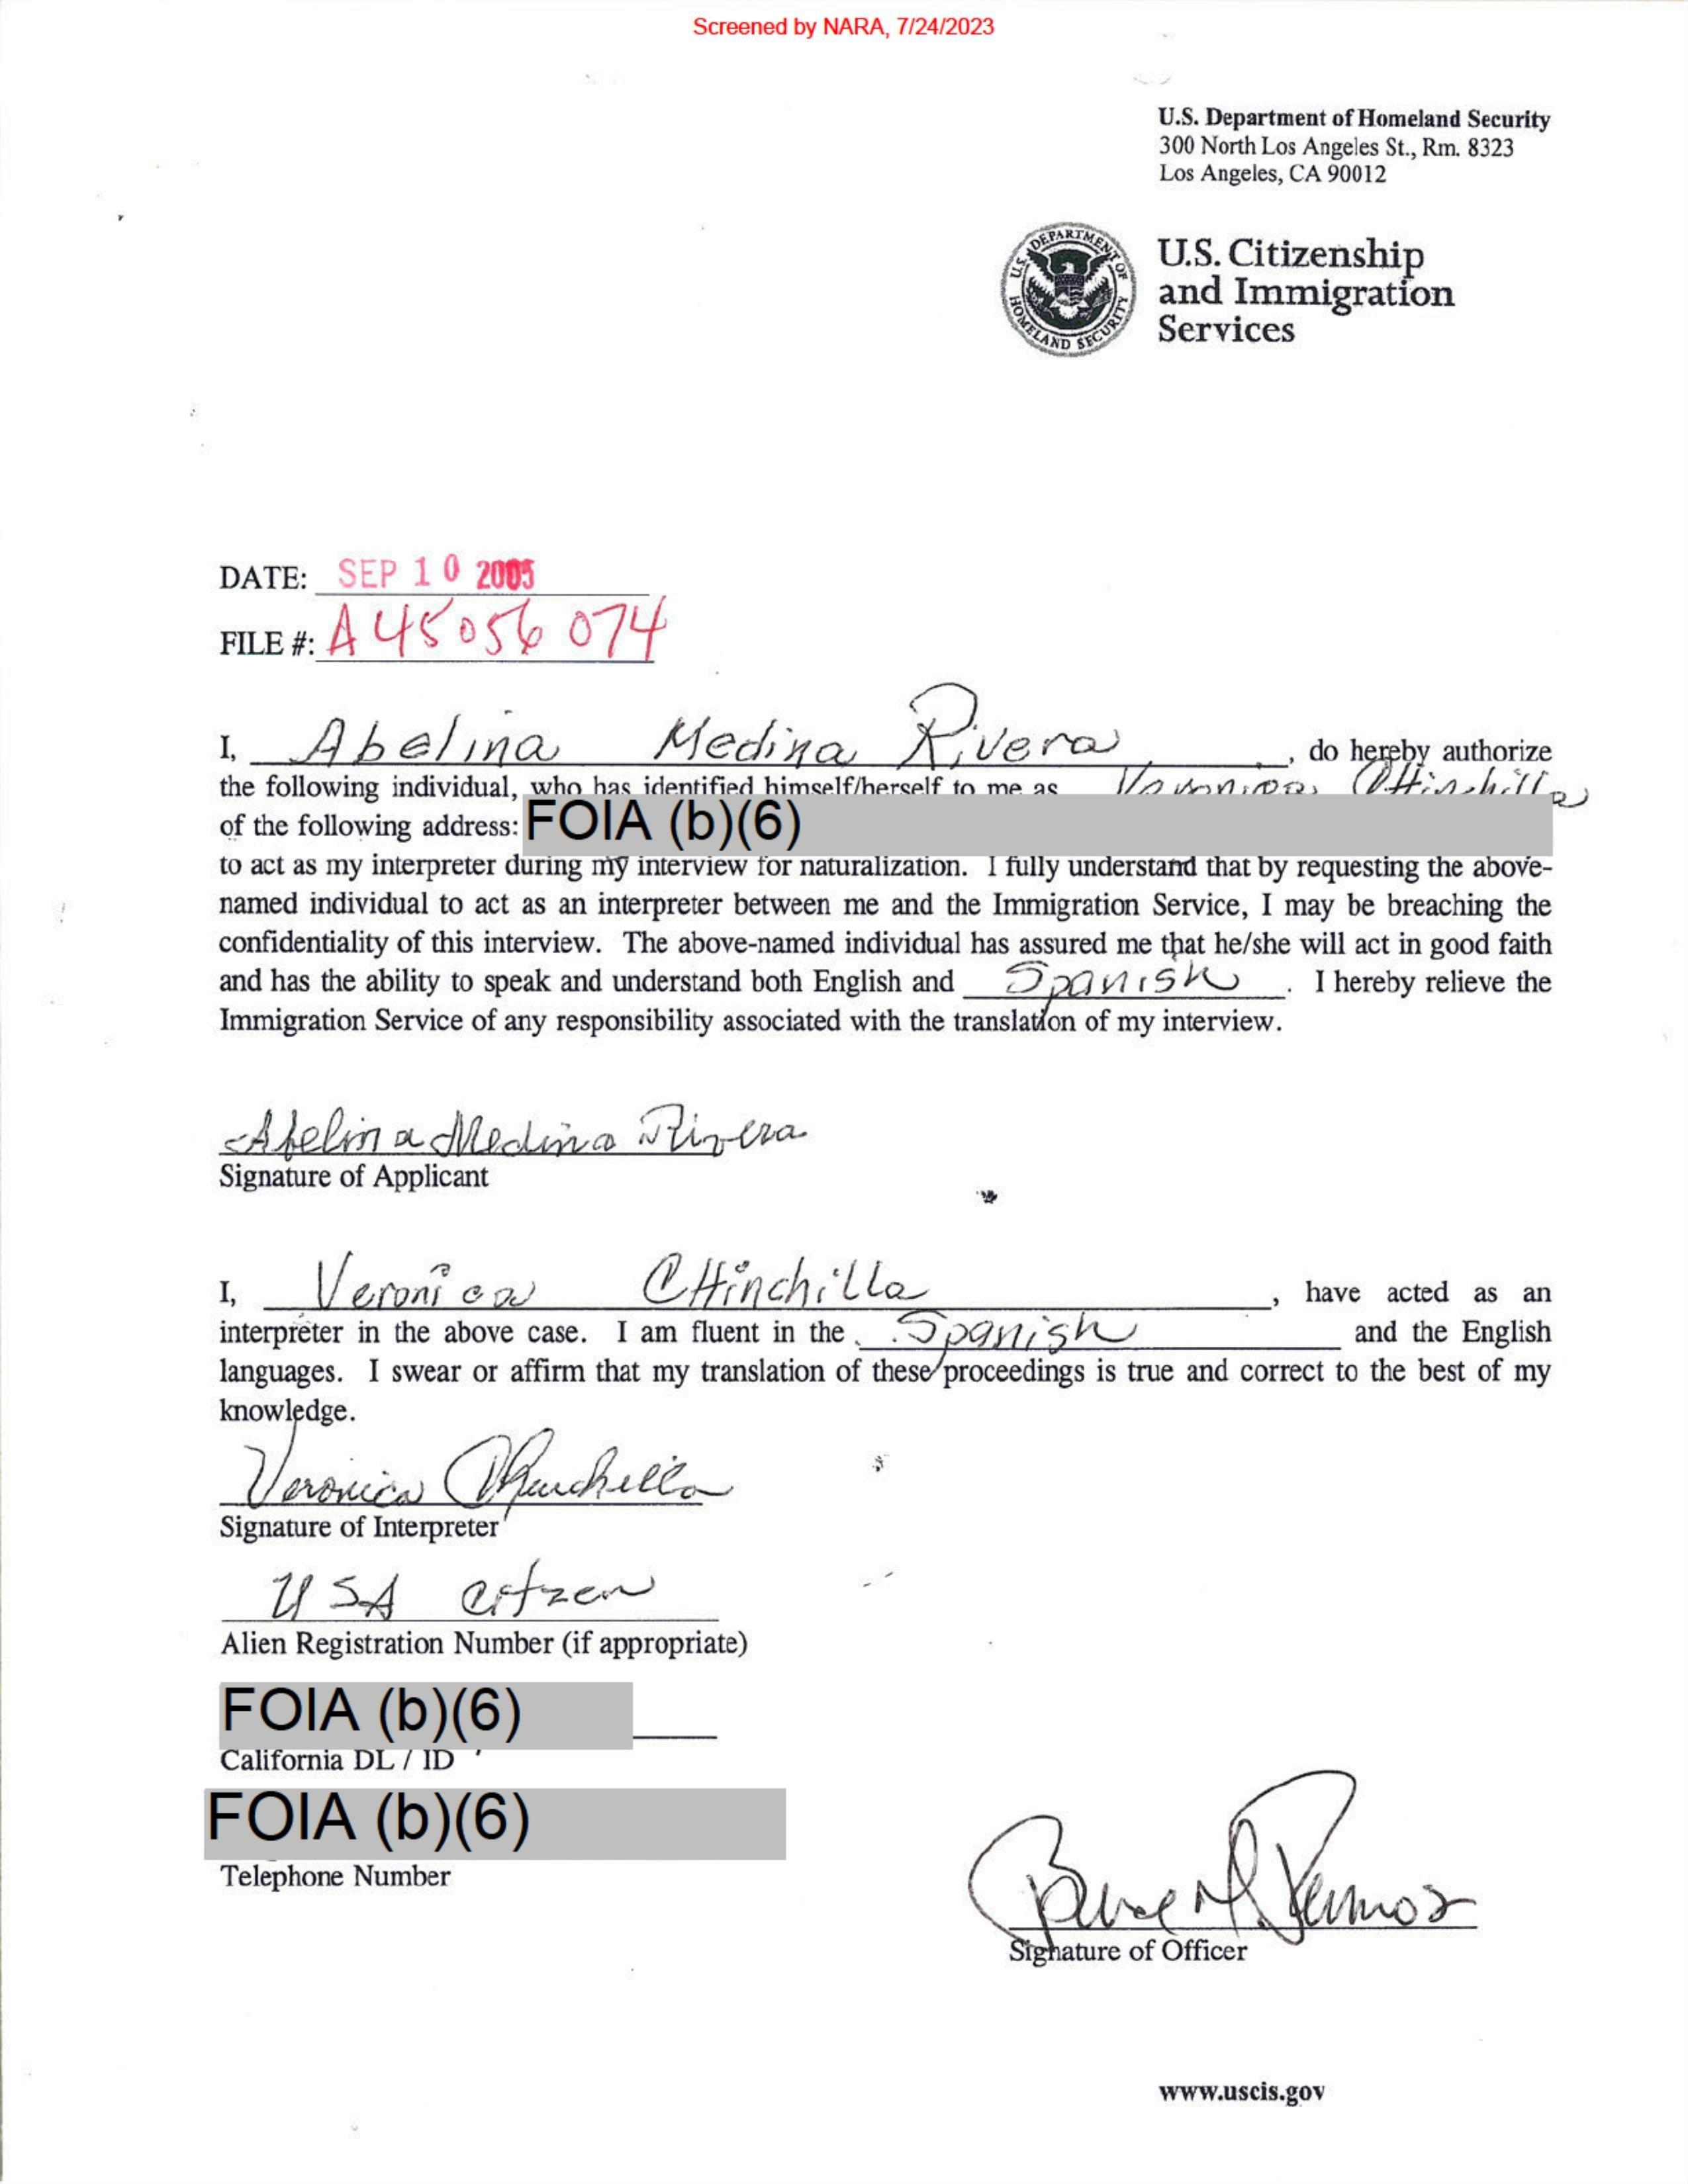 Screened by NARA, 7/24/2023
U.S. Department of Homeland Security
300 North Los Angeles St., Rm. 8323
Los Angeles, CA 90012
U.S. DEPARTMENT OF HOMELAND SECURITY
U.S. Citizenship
and Immigration
Services
DATE: SEP 10 2005
FILE #: A45056 074
I, Abelina Medina Rivera, do hereby authorize
the following individual, who has identified himself/herself to me as Veronica CHinchilla
of the following address: FOIA (b)(6)
to act as my interpreter during my interview for naturalization. I fully understand that by requesting the above-
named individual to act as an interpreter between me and the Immigration Service, I may be breaching the
confidentiality of this interview. The above-named individual has assured me that he/she will act in good faith
and has the ability to speak and understand both English and Spanish. I hereby relieve the
Immigration Service of any responsibility associated with the translation of my interview.
Abelina Medina Rivera
Signature of Applicant
I, Veronica CHinchilla, have acted as an
interpreter in the above case. I am fluent in the Spanish and the English
languages. I swear or affirm that my translation of these proceedings is true and correct to the best of my
knowledge.
Veronica CHinchilla
Signature of Interpreter
USA citzen
Alien Registration Number (if appropriate)
FOIA (b)(6)
California DL / ID
FOIA (b)(6)
Telephone Number
Signature of Officer
www.uscis.gov